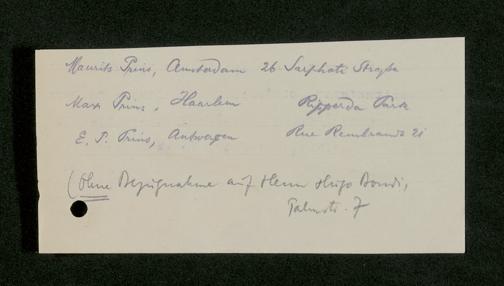 Maurits Prins, Amsterdam 26 Sarphati Straße
Max Prins, Haarlem Ripperda Park
E. P. Prins, Antwerpen Rue Rembrandt 21
(Ohne Bezugnahme auf Herrn Hugo Bondi,
7